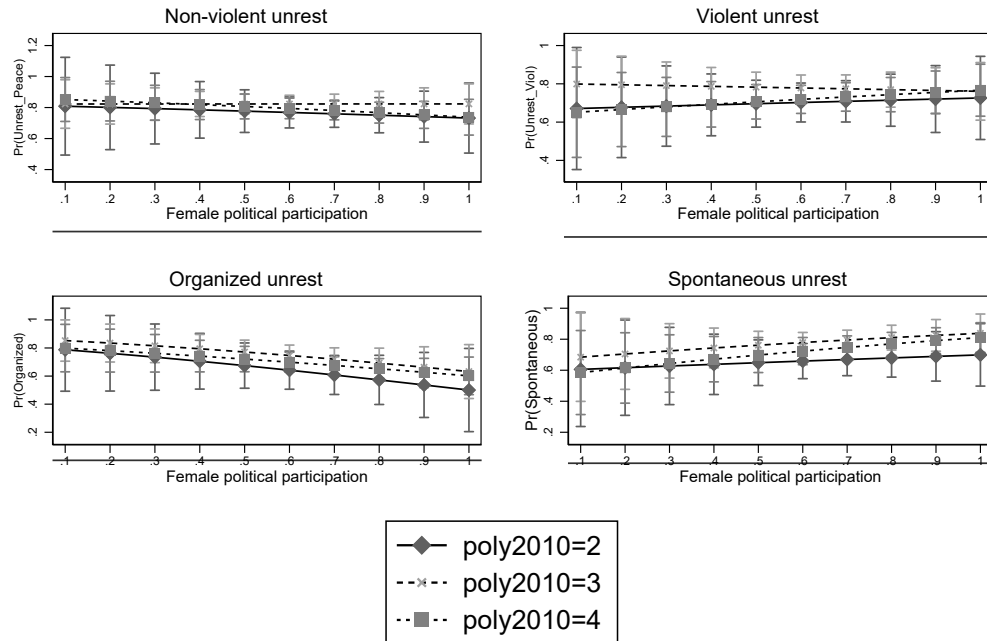 Non-violent unrest
Pr(Unrest_Peace)
1.2
1
.8
.6
.4
.1 .2 .3 .4 .5 .6 .7 .8 .9 1
Female political participation
Violent unrest
Pr(Unrest_Viol)
1
.8
.6
.4
.1 .2 .3 .4 .5 .6 .7 .8 .9 1
Female political participation
Organized unrest
Pr(Organized)
1
.8
.6
.4
.2
.1 .2 .3 .4 .5 .6 .7 .8 .9 1
Female political participation
Spontaneous unrest
Pr(Spontaneous)
1
.8
.6
.4
.2
.1 .2 .3 .4 .5 .6 .7 .8 .9 1
Female political participation
poly2010=2
poly2010=3
poly2010=4